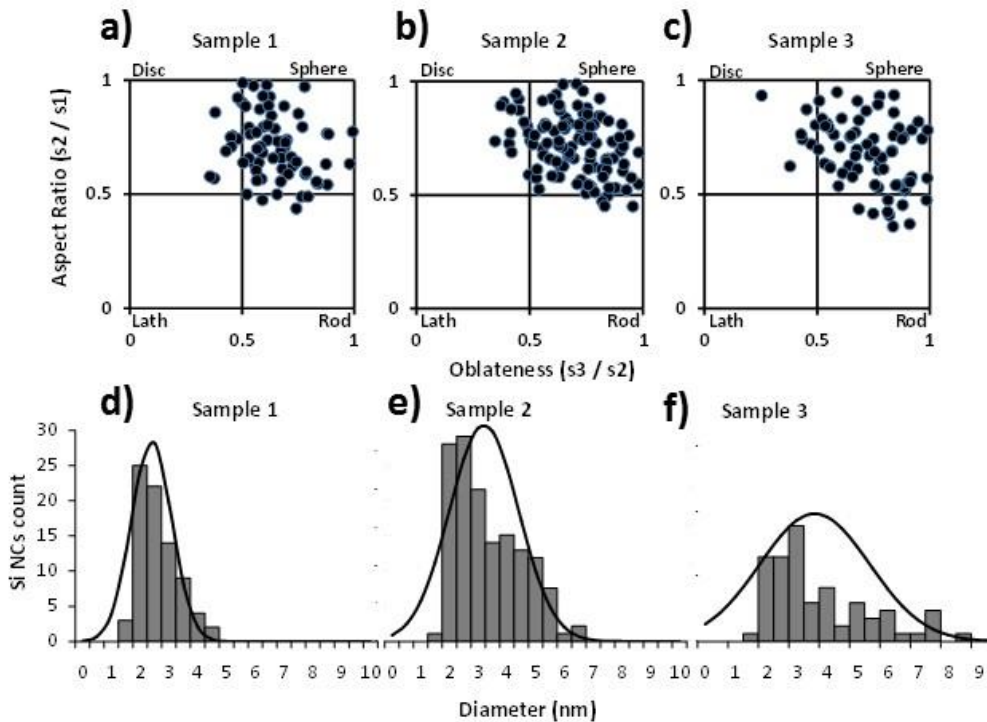 a) b) c)
Sample 1 Sample 2 Sample 3
Disc Sphere Disc Sphere Disc Sphere
1 1 1
Aspect Ratio (s2 / s1)
0.5 0.5 0.5
0 0 0
Lath Rod Lath Rod Lath Rod
0 0.5 1 0 0.5 1 0 0.5 1
Oblateness (s3 / s2)
d) e) f)
Sample 1 Sample 2 Sample 3
30
25
20
15
10
5
0
Si NCs count
0 1 2 3 4 5 6 7 8 9 10 0 1 2 3 4 5 6 7 8 9 10 0 1 2 3 4 5 6 7 8 9
Diameter (nm)